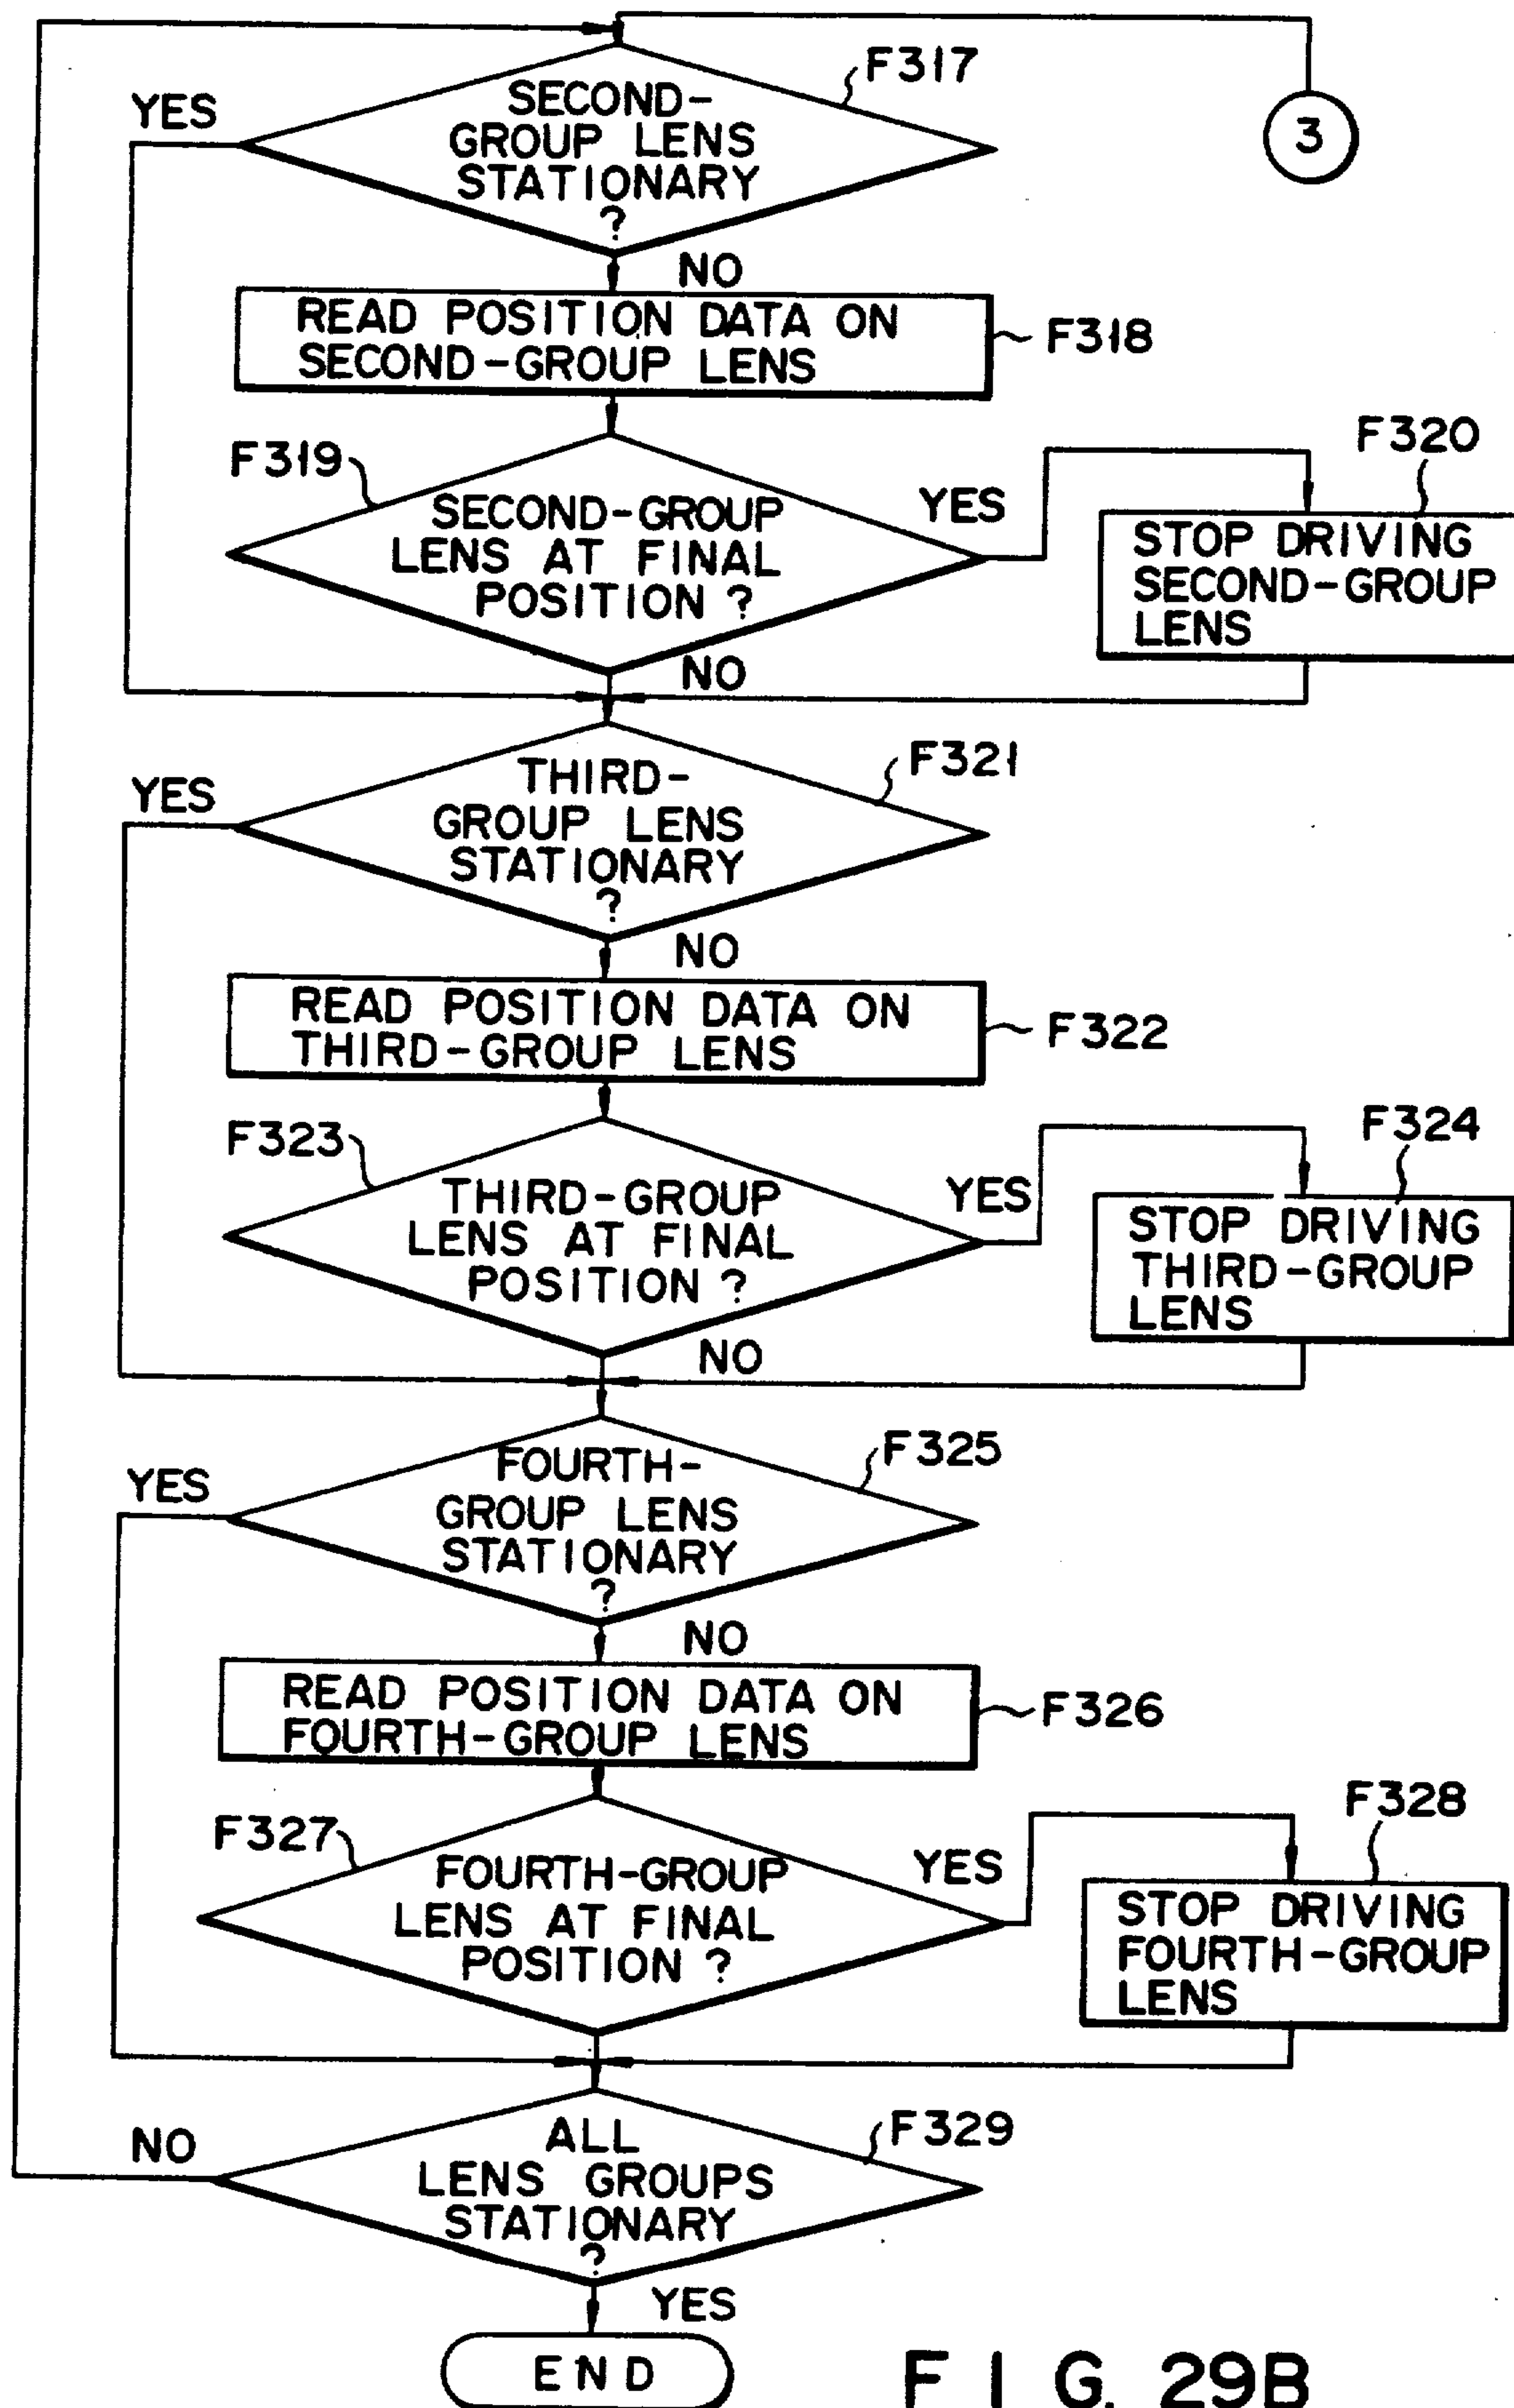 F317
3
YES
SECOND-
GROUP LENS
STATIONARY
?
NO
READ POSITION DATA ON
SECOND-GROUP LENS
F318
F319
SECOND-GROUP
LENS AT FINAL
POSITION ?
YES
F320
STOP DRIVING
SECOND-GROUP
LENS
NO
F321
YES
THIRD-
GROUP LENS
STATIONARY
?
NO
READ POSITION DATA ON
THIRD-GROUP LENS
F322
F323
THIRD-GROUP
LENS AT FINAL
POSITION ?
YES
F324
STOP DRIVING
THIRD-GROUP
LENS
NO
F325
YES
FOURTH-
GROUP LENS
STATIONARY
?
NO
READ POSITION DATA ON
FOURTH-GROUP LENS
F326
F327
FOURTH-GROUP
LENS AT FINAL
POSITION ?
YES
F328
STOP DRIVING
FOURTH-GROUP
LENS
F329
NO
ALL
LENS GROUPS
STATIONARY
?
YES
END
FIG. 29B